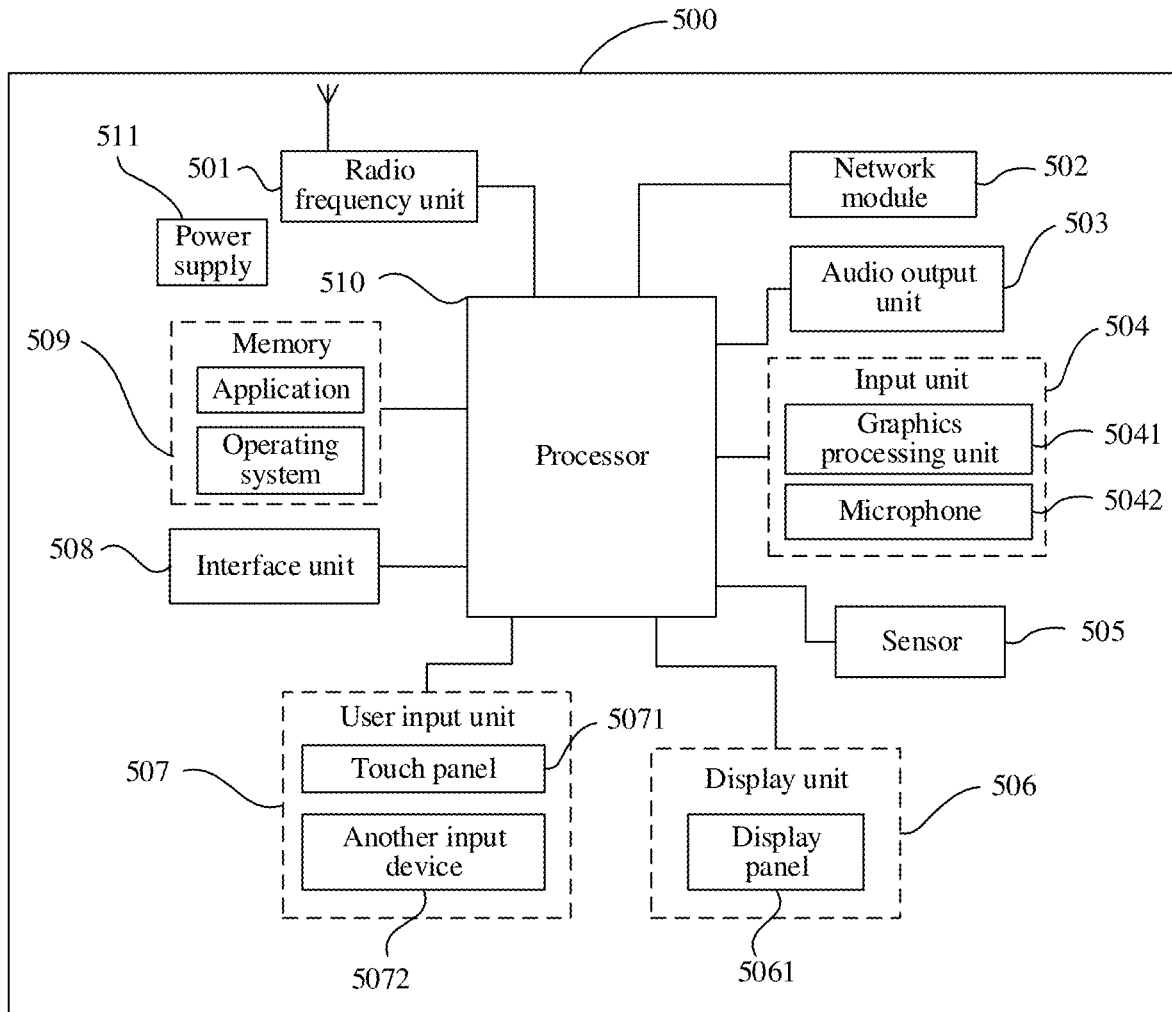 500
511
501
Radio
frequency unit
Network
module
502
Power
supply
510
Audio output
unit
503
509
Memory
Application
Operating
system
Processor
504
Input unit
Graphics
processing unit
5041
Microphone
5042
508
Interface unit
Sensor
505
User input unit
5071
Touch panel
507
Another input
device
5072
Display unit
506
Display
panel
5061